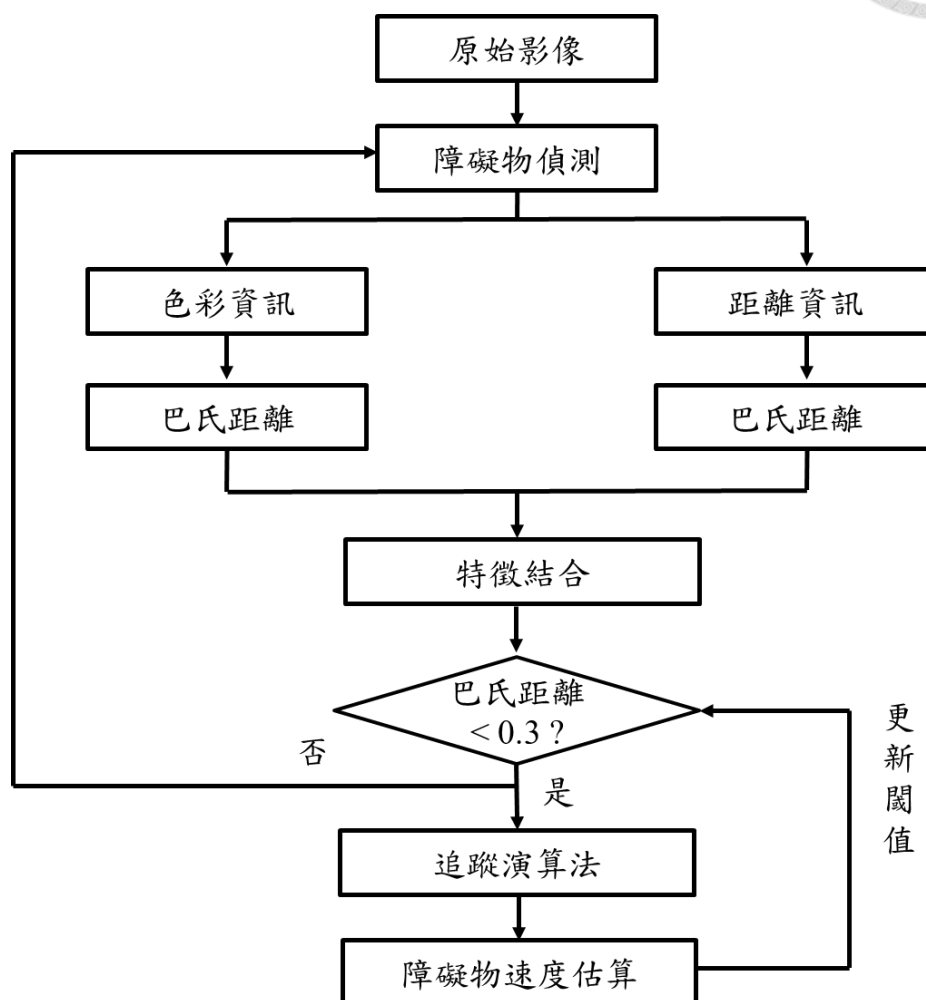 原始影像
障礙物偵測
色彩資訊
距離資訊
巴氏距離
巴氏距離
特徵結合
巴氏距離
< 0.3 ?
否
是
更新閾值
追蹤演算法
障礙物速度估算